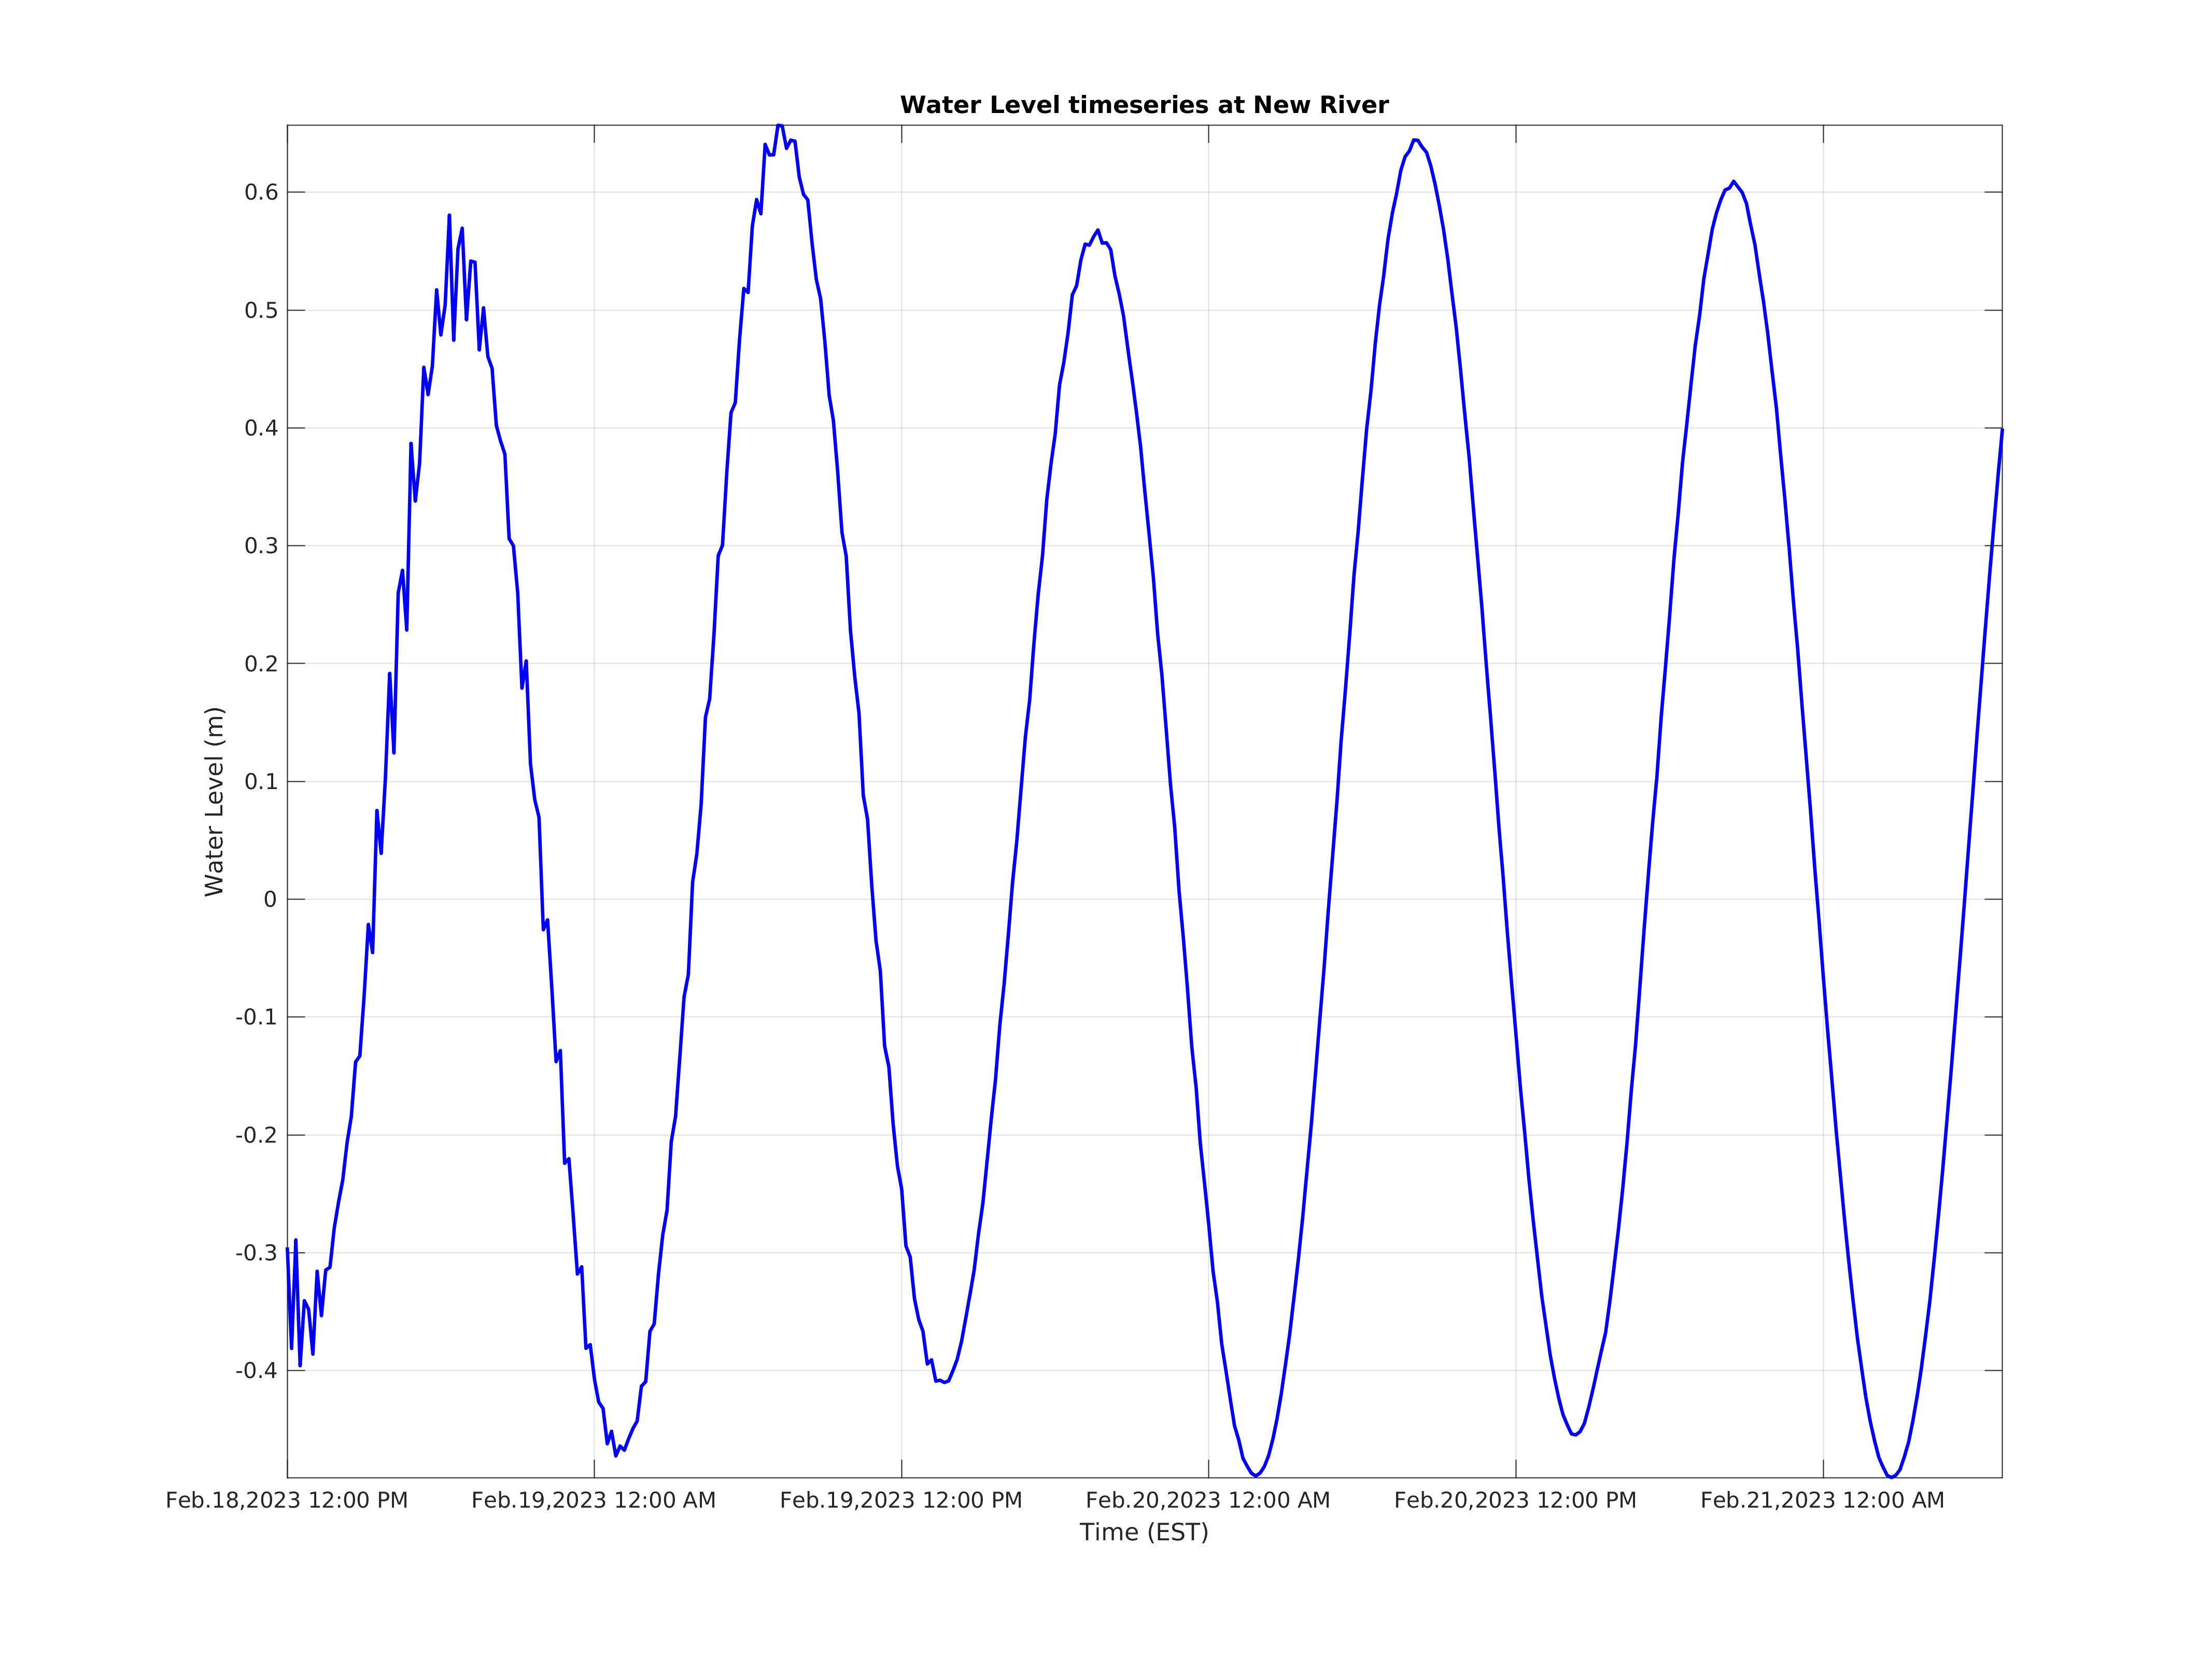 Water Level timeseries at New River
0.6
0.5
0.4
0.3
0.2
0.1
0
-0.1
-0.2
-0.3
-0.4
Water Level (m)
Feb.18,2023 12:00 PM Feb.19,2023 12:00 AM Feb.19,2023 12:00 PM Feb.20,2023 12:00 AM Feb.20,2023 12:00 PM Feb.21,2023 12:00 AM
Time (EST)